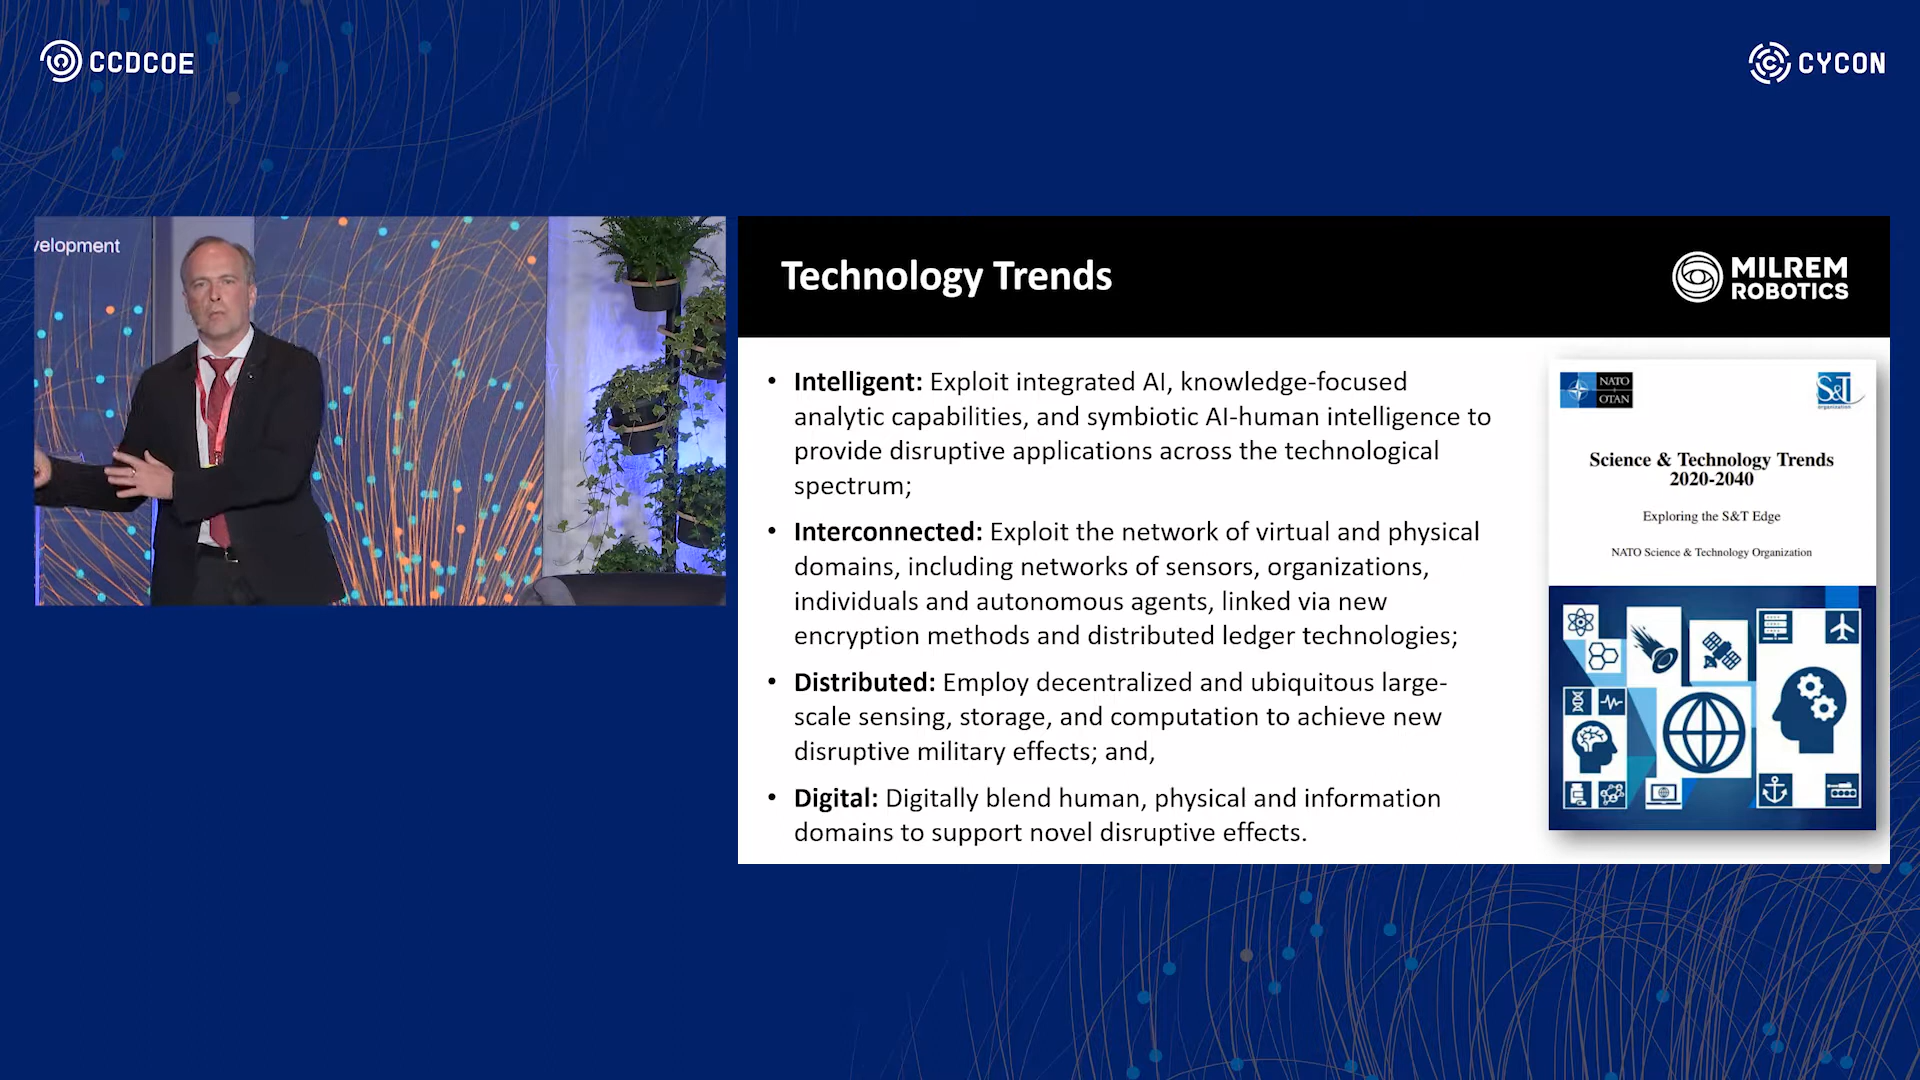 CCDCOE
CYCON
velopment
Technology Trends
MILREM
ROBOTICS
• Intelligent: Exploit integrated AI, knowledge-focused
analytic capabilities, and symbiotic AI-human intelligence to
provide disruptive applications across the technological
spectrum;
• Interconnected: Exploit the network of virtual and physical
domains, including networks of sensors, organizations,
individuals and autonomous agents, linked via new
encryption methods and distributed ledger technologies;
• Distributed: Employ decentralized and ubiquitous large-
scale sensing, storage, and computation to achieve new
disruptive military effects; and,
• Digital: Digitally blend human, physical and information
domains to support novel disruptive effects.
NATO
OTAN
S&T
Organization
Science & Technology Trends
2020-2040
Exploring the S&T Edge
NATO Science & Technology Organization